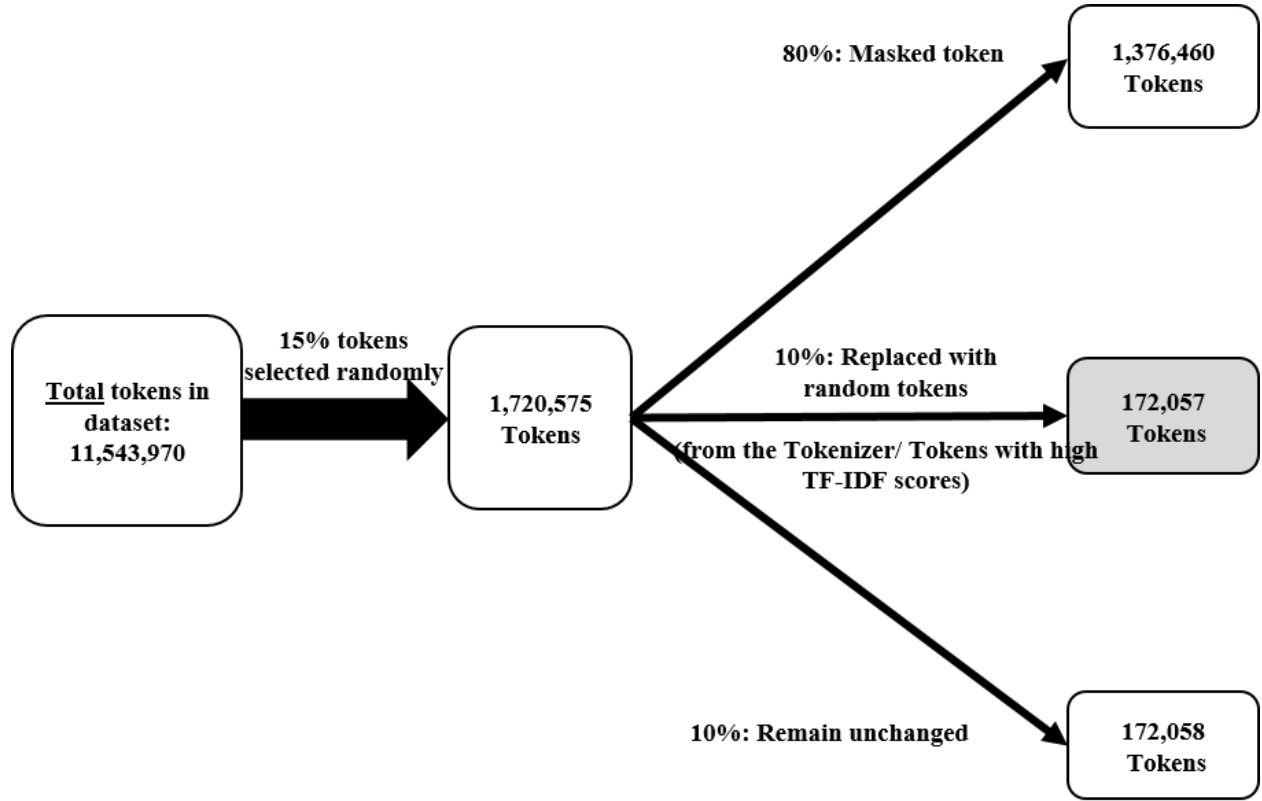 80%: Masked token
1,376,460
Tokens
15% tokens
selected randomly
Total tokens in
dataset:
11,543,970
1,720,575
Tokens
10%: Replaced with
random tokens
(from the Tokenizer/ Tokens with high
TF-IDF scores)
172,057
Tokens
10%: Remain unchanged
172,058
Tokens